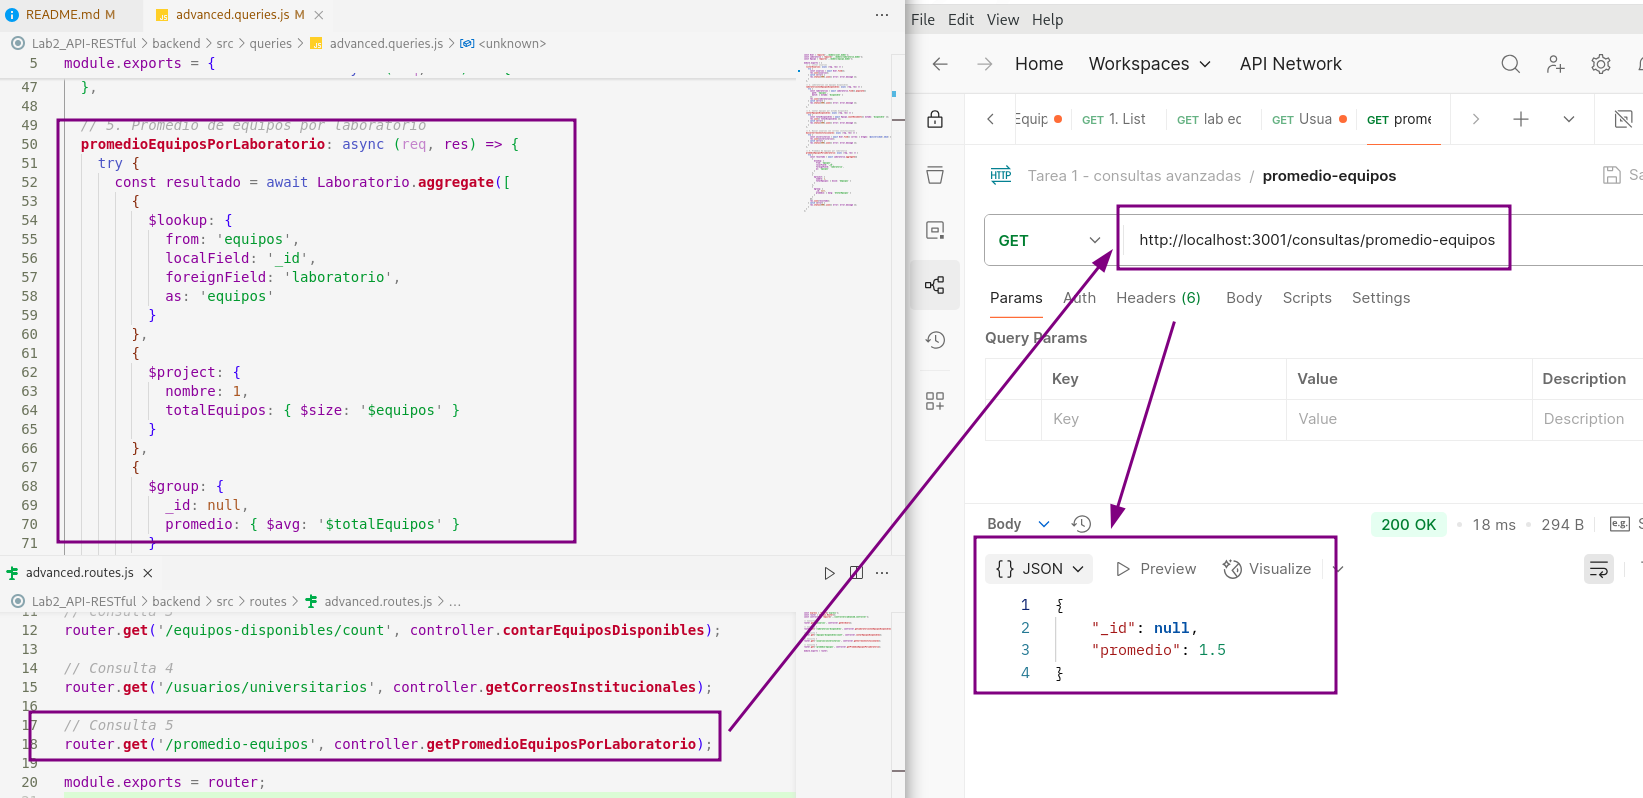 README.md M
advanced.queries.js M
Lab2_API-RESTful > backend > src > queries > advanced.queries.js > <unknown>
5 module.exports = {
47 },
48
49 // 5. Promedio de equipos por laboratorio
50 promedioEquiposPorLaboratorio: async (req, res) => {
51 try {
52 const resultado = await Laboratorio.aggregate([
53 {
54 $lookup: {
55 from: 'equipos',
56 localField: '_id',
57 foreignField: 'laboratorio',
58 as: 'equipos'
59 }
60 },
61 {
62 $project: {
63 nombre: 1,
64 totalEquipos: { $size: '$equipos' }
65 }
66 },
67 {
68 $group: {
69 _id: null,
70 promedio: { $avg: '$totalEquipos' }
71 }
advanced.routes.js
Lab2_API-RESTful > backend > src > routes > advanced.routes.js > ...
11 // Consulta 3
12 router.get('/equipos-disponibles/count', controller.contarEquiposDisponibles);
13
14 // Consulta 4
15 router.get('/usuarios/universitarios', controller.getCorreosInstitucionales);
16
17 // Consulta 5
18 router.get('/promedio-equipos', controller.getPromedioEquiposPorLaboratorio);
19
20 module.exports = router;
File Edit View Help
Home Workspaces API Network
Equip GET 1. List GET lab ec GET Usua GET prome
HTTP Tarea 1 - consultas avanzadas / promedio-equipos Sa
GET http://localhost:3001/consultas/promedio-equipos
Params Auth Headers (6) Body Scripts Settings
Query Params
Key Value Description
Key Value Description
Body 200 OK 18 ms 294 B e.g. S
{} JSON Preview Visualize
1 {
2 "_id": null,
3 "promedio": 1.5
4 }